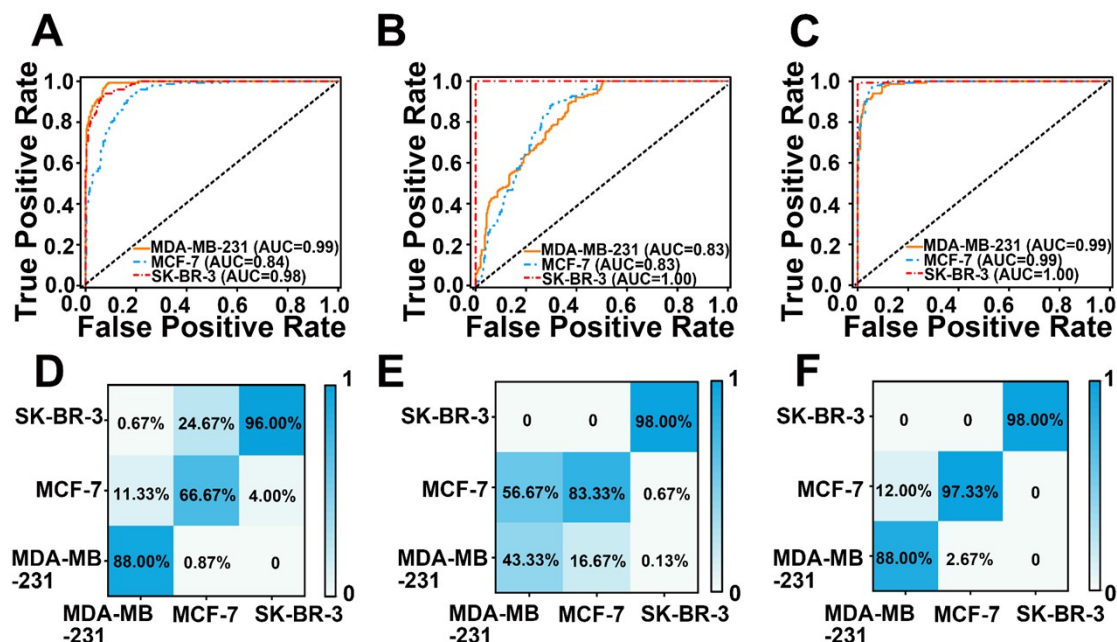 A
True Positive Rate
1.0
0.8
0.6
0.4
0.2
0.0
MDA-MB-231 (AUC=0.99)
MCF-7 (AUC=0.84)
SK-BR-3 (AUC=0.98)
0.0 0.2 0.4 0.6 0.8 1.0
False Positive Rate
B
True Positive Rate
1.0
0.8
0.6
0.4
0.2
0.0
MDA-MB-231 (AUC=0.83)
MCF-7 (AUC=0.83)
SK-BR-3 (AUC=1.00)
0.0 0.2 0.4 0.6 0.8 1.0
False Positive Rate
C
True Positive Rate
1.0
0.8
0.6
0.4
0.2
0.0
MDA-MB-231 (AUC=0.99)
MCF-7 (AUC=0.99)
SK-BR-3 (AUC=1.00)
0.0 0.2 0.4 0.6 0.8 1.0
False Positive Rate
D
SK-BR-3 0.67% 24.67% 96.00%
MCF-7 11.33% 66.67% 4.00%
MDA-MB
-231
88.00% 0.87% 0
MDA-MB
-231
MCF-7 SK-BR-3
1
0
E
SK-BR-3 0 0 98.00%
MCF-7 56.67% 83.33% 0.67%
MDA-MB
-231
43.33% 16.67% 0.13%
MDA-MB
-231
MCF-7 SK-BR-3
1
0
F
SK-BR-3 0 0 98.00%
MCF-7 12.00% 97.33% 0
MDA-MB
-231
88.00% 2.67% 0
MDA-MB
-231
MCF-7 SK-BR-3
1
0